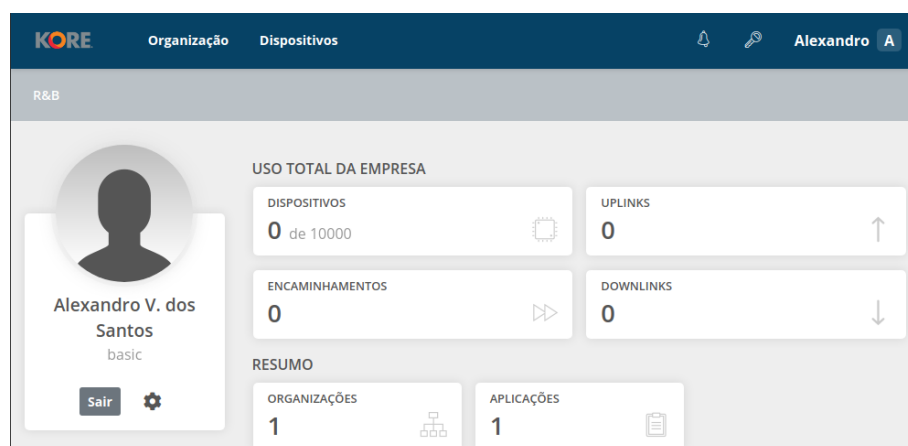 KORE Organização Dispositivos Alexandro A
R&B
USO TOTAL DA EMPRESA
DISPOSITIVOS
0 de 10000
UPLINKS
0
ENCAMINHAMENTOS
0
DOWNLINKS
0
Alexandro V. dos
Santos
basic
Sair
RESUMO
ORGANIZAÇÕES
1
APLICAÇÕES
1